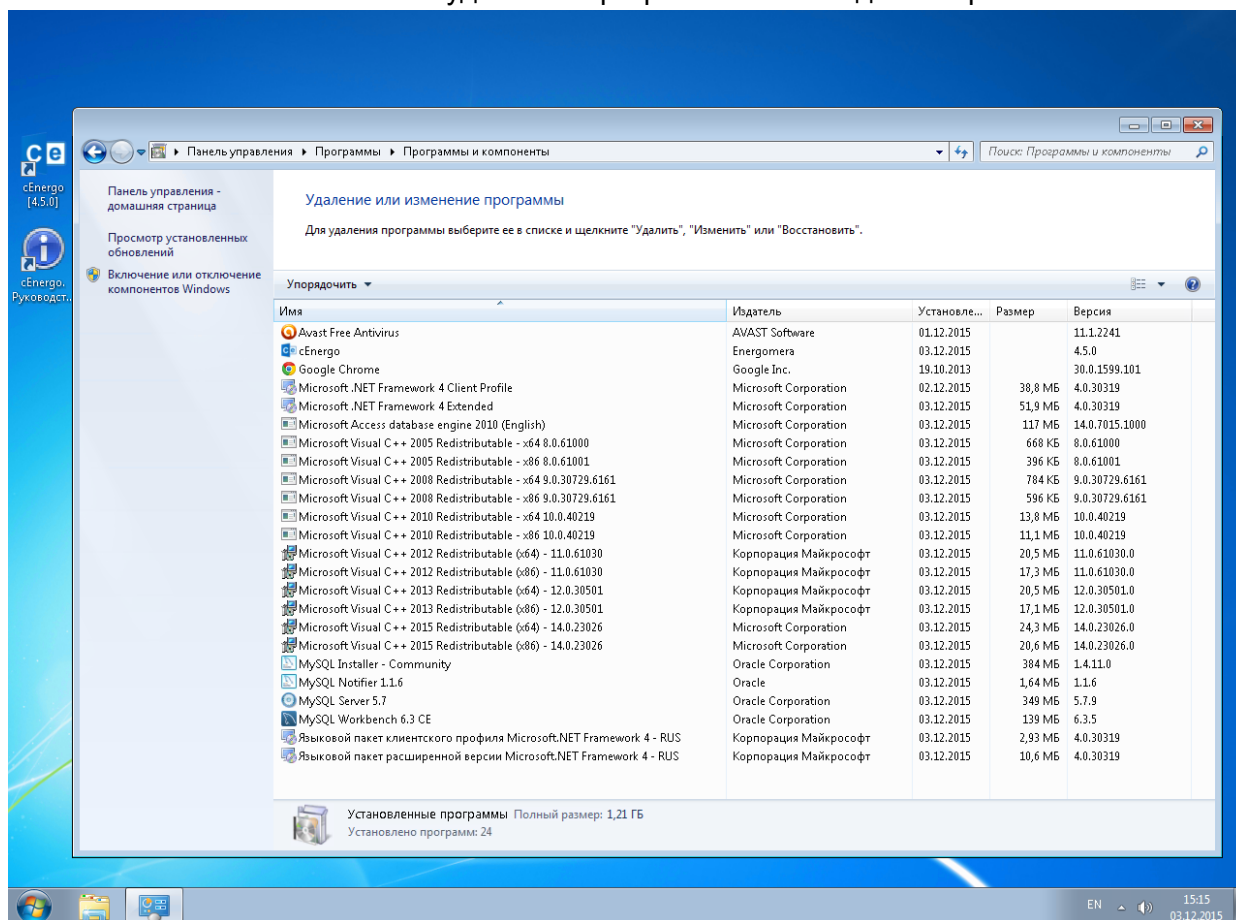 cEnergo
[4.5.0]
cEnergo.
Руководст...
Панель управления ▸ Программы ▸ Программы и компоненты
Поиск: Программы и компоненты
Панель управления -
домашняя страница
Просмотр установленных
обновлений
Включение или отключение
компонентов Windows
Удаление или изменение программы
Для удаления программы выберите ее в списке и щелкните "Удалить", "Изменить" или "Восстановить".
Упорядочить
Имя Издатель Установле... Размер Версия
Avast Free Antivirus AVAST Software 01.12.2015 11.1.2241
cEnergo Energomera 03.12.2015 4.5.0
Google Chrome Google Inc. 19.10.2013 30.0.1599.101
Microsoft .NET Framework 4 Client Profile Microsoft Corporation 02.12.2015 38,8 МБ 4.0.30319
Microsoft .NET Framework 4 Extended Microsoft Corporation 03.12.2015 51,9 МБ 4.0.30319
Microsoft Access database engine 2010 (English) Microsoft Corporation 03.12.2015 117 МБ 14.0.7015.1000
Microsoft Visual C++ 2005 Redistributable - x64 8.0.61000 Microsoft Corporation 03.12.2015 668 КБ 8.0.61000
Microsoft Visual C++ 2005 Redistributable - x86 8.0.61001 Microsoft Corporation 03.12.2015 396 КБ 8.0.61001
Microsoft Visual C++ 2008 Redistributable - x64 9.0.30729.6161 Microsoft Corporation 03.12.2015 784 КБ 9.0.30729.6161
Microsoft Visual C++ 2008 Redistributable - x86 9.0.30729.6161 Microsoft Corporation 03.12.2015 596 КБ 9.0.30729.6161
Microsoft Visual C++ 2010 Redistributable - x64 10.0.40219 Microsoft Corporation 03.12.2015 13,8 МБ 10.0.40219
Microsoft Visual C++ 2010 Redistributable - x86 10.0.40219 Microsoft Corporation 03.12.2015 11,1 МБ 10.0.40219
Microsoft Visual C++ 2012 Redistributable (x64) - 11.0.61030 Корпорация Майкрософт 03.12.2015 20,5 МБ 11.0.61030.0
Microsoft Visual C++ 2012 Redistributable (x86) - 11.0.61030 Корпорация Майкрософт 03.12.2015 17,3 МБ 11.0.61030.0
Microsoft Visual C++ 2013 Redistributable (x64) - 12.0.30501 Корпорация Майкрософт 03.12.2015 20,5 МБ 12.0.30501.0
Microsoft Visual C++ 2013 Redistributable (x86) - 12.0.30501 Корпорация Майкрософт 03.12.2015 17,1 МБ 12.0.30501.0
Microsoft Visual C++ 2015 Redistributable (x64) - 14.0.23026 Microsoft Corporation 03.12.2015 24,3 МБ 14.0.23026.0
Microsoft Visual C++ 2015 Redistributable (x86) - 14.0.23026 Microsoft Corporation 03.12.2015 20,6 МБ 14.0.23026.0
MySQL Installer - Community Oracle Corporation 03.12.2015 384 МБ 1.4.11.0
MySQL Notifier 1.1.6 Oracle 03.12.2015 1,64 МБ 1.1.6
MySQL Server 5.7 Oracle Corporation 03.12.2015 349 МБ 5.7.9
MySQL Workbench 6.3 CE Oracle Corporation 03.12.2015 139 МБ 6.3.5
Языковой пакет клиентского профиля Microsoft.NET Framework 4 - RUS Корпорация Майкрософт 03.12.2015 2,93 МБ 4.0.30319
Языковой пакет расширенной версии Microsoft.NET Framework 4 - RUS Корпорация Майкрософт 03.12.2015 10,6 МБ 4.0.30319
Установленные программы Полный размер: 1,21 ГБ
Установлено программ: 24
EN 15:15
03.12.2015